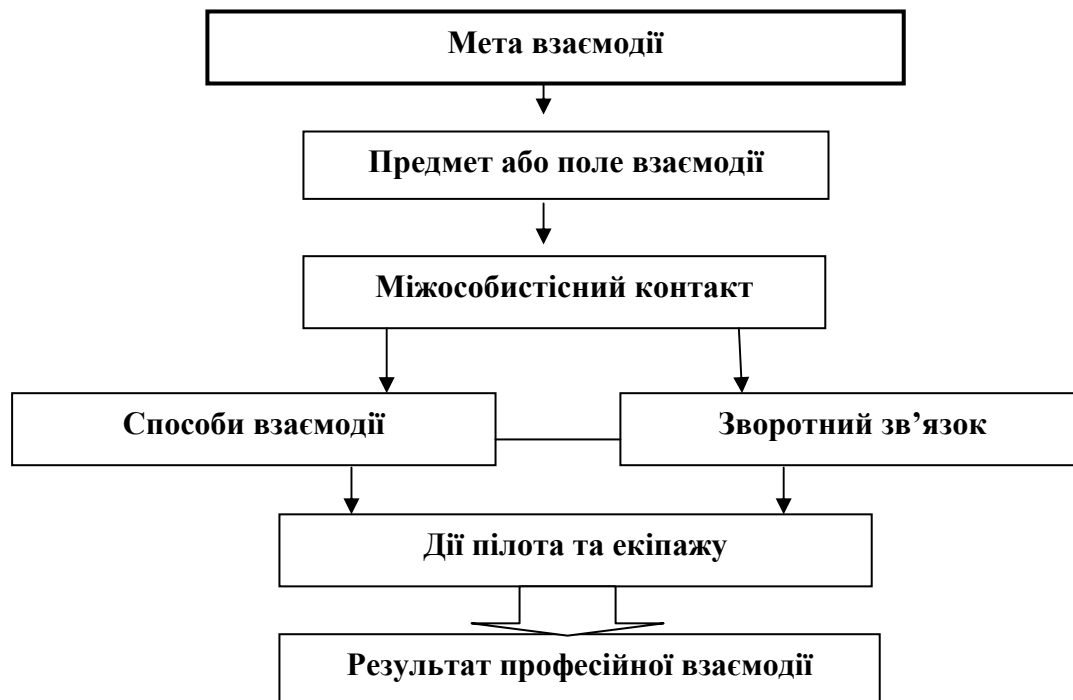 Мета взаємодії
Предмет або поле взаємодії
Міжособистісний контакт
Способи взаємодії
Зворотний зв’язок
Дії пілота та екіпажу
Результат професійної взаємодії